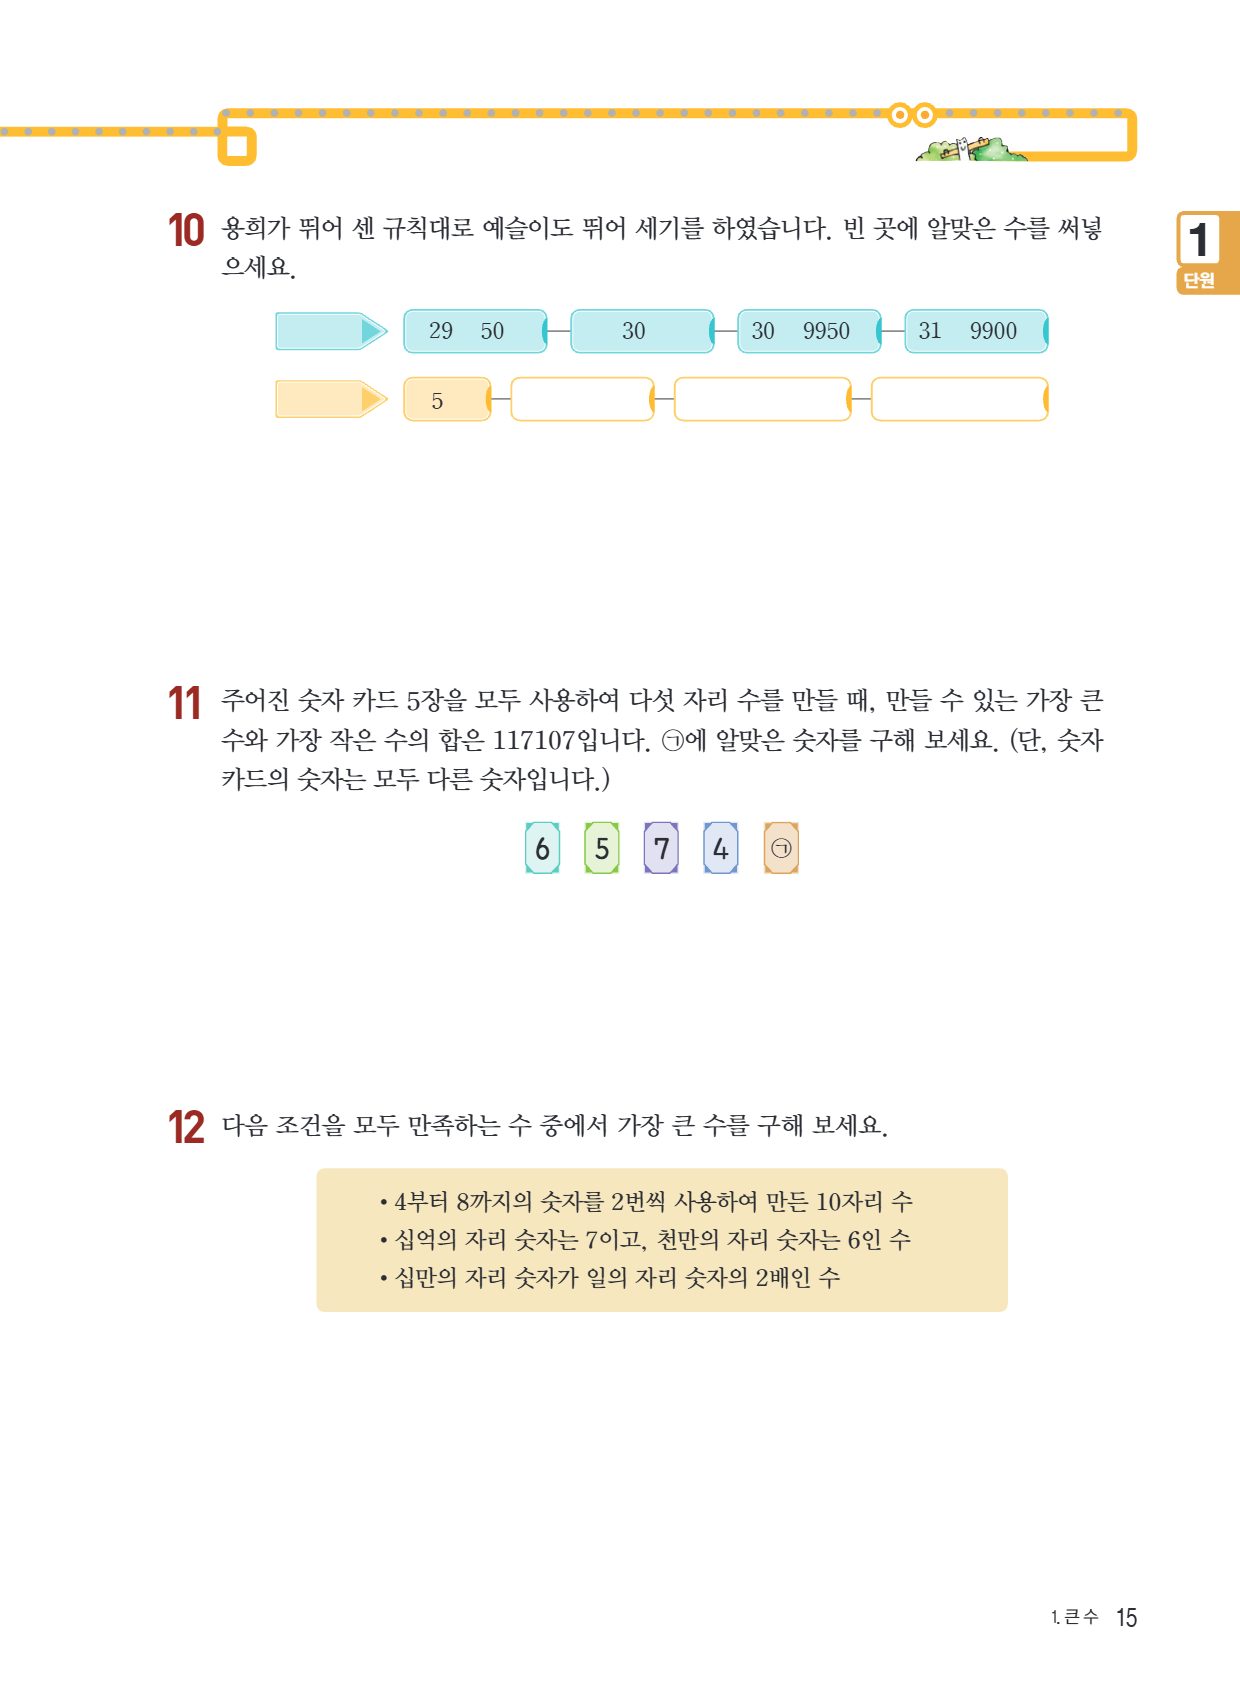 1
단원
10 용희가 뛰어 센 규칙대로 예슬이도 뛰어 세기를 하였습니다. 빈 곳에 알맞은 수를 써넣
으세요.
29 50 30 30 9950 31 9900
5
11 주어진 숫자 카드 5장을 모두 사용하여 다섯 자리 수를 만들 때, 만들 수 있는 가장 큰
수와 가장 작은 수의 합은 117107입니다. ㉠에 알맞은 숫자를 구해 보세요. (단, 숫자
카드의 숫자는 모두 다른 숫자입니다.)
6 5 7 4 ㉠
12 다음 조건을 모두 만족하는 수 중에서 가장 큰 수를 구해 보세요.
• 4부터 8까지의 숫자를 2번씩 사용하여 만든 10자리 수
• 십억의 자리 숫자는 7이고, 천만의 자리 숫자는 6인 수
• 십만의 자리 숫자가 일의 자리 숫자의 2배인 수
1. 큰 수 15